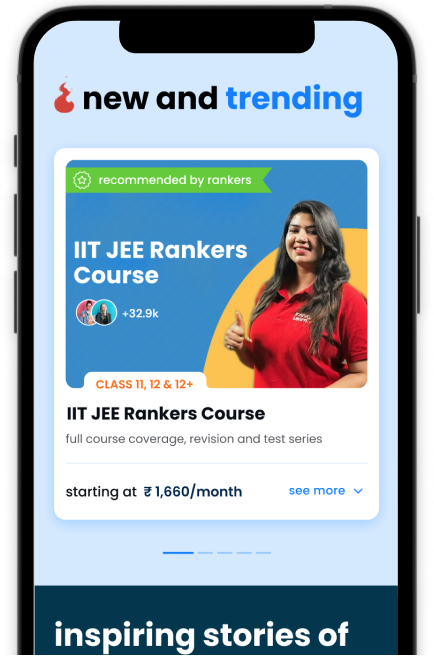 new and trending
recommended by rankers
IIT JEE Rankers
Course
+32.9k
CLASS 11, 12 & 12+
IIT JEE Rankers Course
full course coverage, revision and test series
starting at ₹ 1,660/month
see more
inspiring stories of